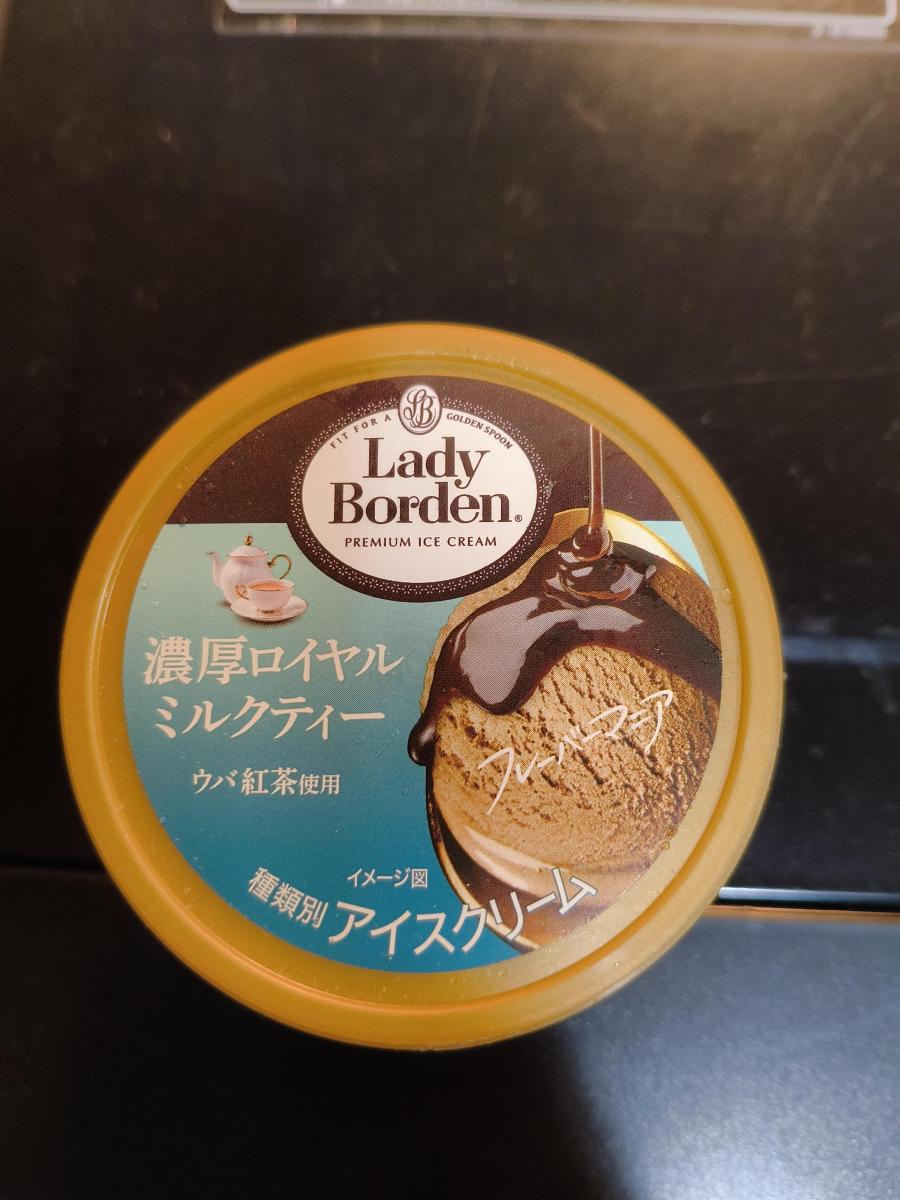 FIT FOR A GOLDEN SPOON
LB
Lady
Borden®
PREMIUM ICE CREAM
濃厚ロイヤル
ミルクティー
ウバ紅茶使用
フレーバーマニア
イメージ図
種類別 アイスクリーム